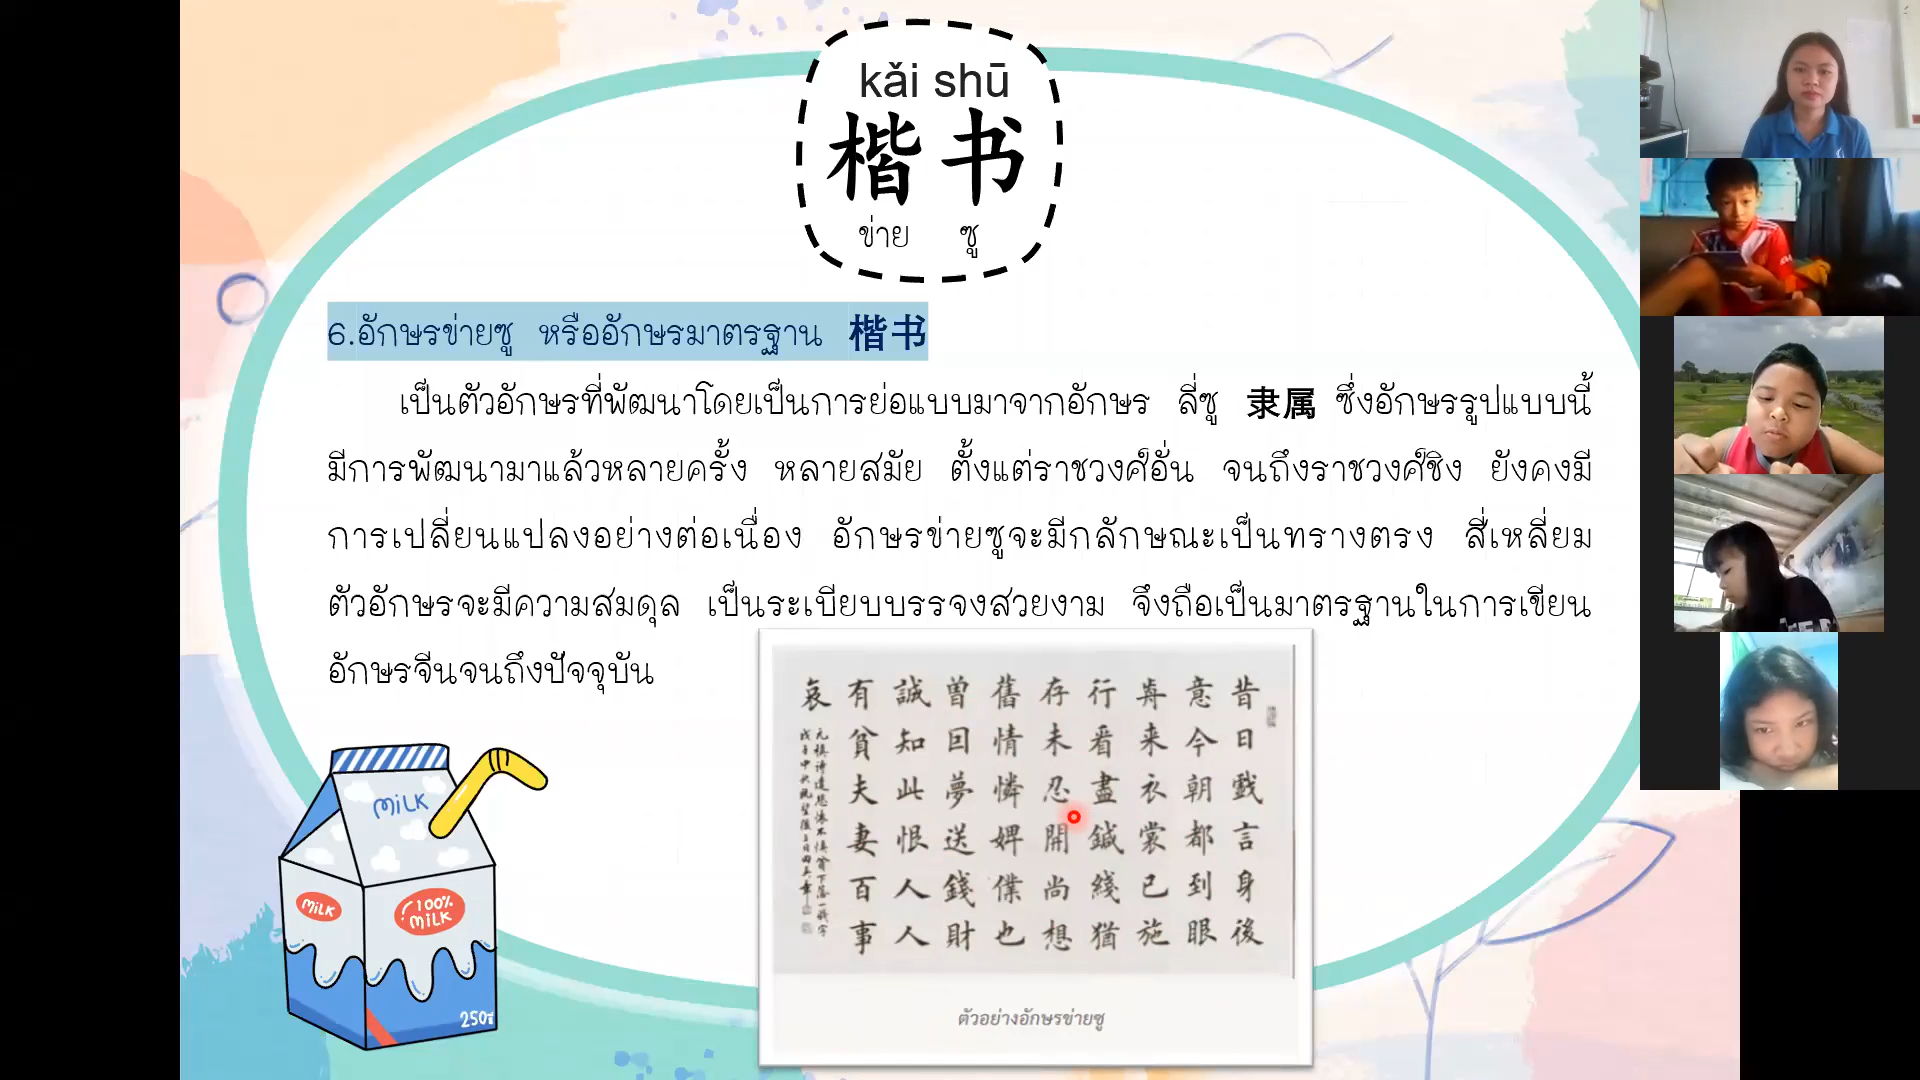 kǎi shū
楷书
ข่าย ซู
6.อักษรข่ายซู หรืออักษรมาตรฐาน 楷书
เป็นตัวอักษรที่พัฒนาโดยเป็นการย่อแบบมาจากอักษร ลี่ซู 隶属 ซึ่งอักษรรูปแบบนี้
มีการพัฒนามาแล้วหลายครั้ง หลายสมัย ตั้งแต่ราชวงศ์อั่น จนถึงราชวงศ์ชิง ยังคงมี
การเปลี่ยนแปลงอย่างต่อเนื่อง อักษรข่ายซูจะมีกลักษณะเป็นทรางตรง สี่เหลี่ยม
ตัวอักษรจะมีความสมดุล เป็นระเบียบบรรจงสวยงาม จึงถือเป็นมาตรฐานในการเขียน
อักษรจีนจนถึงปัจจุบัน
昔日戲言身後
意今朝都到眼
歬来衣裳已施
行看盡鍼綫猶
存未忍開尚想
舊情憐婢僕也
曾因夢送錢財
誠知此恨人人
有貧夫妻百事
哀
ตัวอย่างอักษรข่ายซู
MILK
MILK
100%
MILK